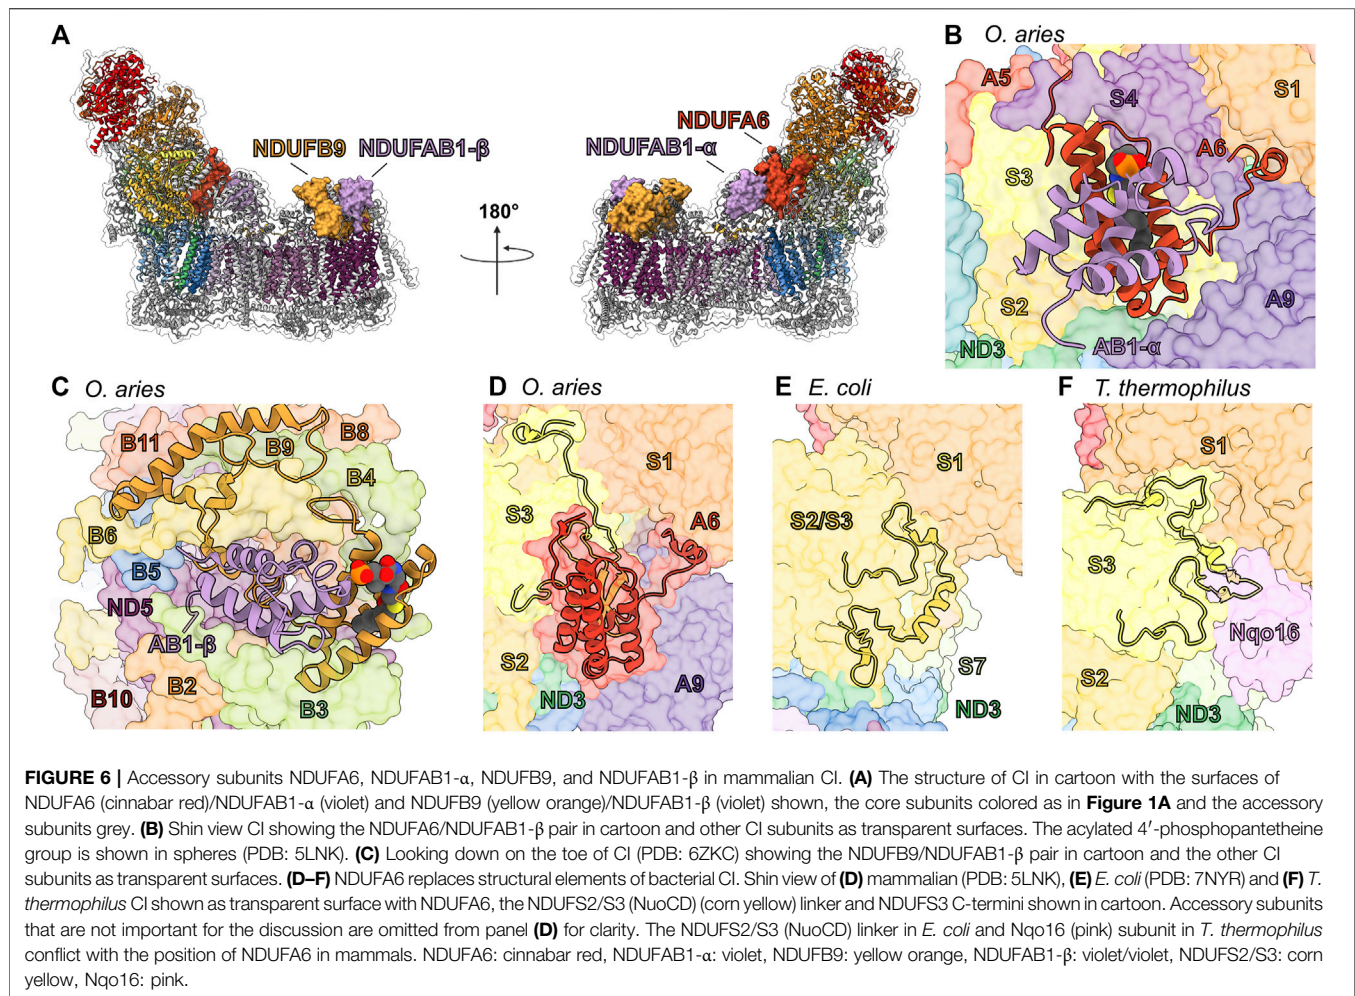 A
NDUFB9
NDUFAB1-β
180°
NDUFA6
NDUFAB1-α
B O. aries
A5
S4
S1
A6
S3
S2
A9
ND3
AB1-α
C O. aries
B11
B9
B8
B4
B6
B5
ND5
AB1-β
B10
B2
B3
D O. aries
S1
S3
A6
S2
ND3
A9
E E. coli
S1
S2/S3
S7
ND3
F T. thermophilus
S1
S3
Nqo16
S2
ND3
FIGURE 6 | Accessory subunits NDUFA6, NDUFAB1-α, NDUFB9, and NDUFAB1-β in mammalian CI. (A) The structure of CI in cartoon with the surfaces of
NDUFA6 (cinnabar red)/NDUFAB1-α (violet) and NDUFB9 (yellow orange)/NDUFAB1-β (violet) shown, the core subunits colored as in Figure 1A and the accessory
subunits grey. (B) Shin view CI showing the NDUFA6/NDUFAB1-β pair in cartoon and other CI subunits as transparent surfaces. The acylated 4′-phosphopantetheine
group is shown in spheres (PDB: 5LNK). (C) Looking down on the toe of CI (PDB: 6ZKC) showing the NDUFB9/NDUFAB1-β pair in cartoon and the other CI
subunits as transparent surfaces. (D–F) NDUFA6 replaces structural elements of bacterial CI. Shin view of (D) mammalian (PDB: 5LNK), (E) E. coli (PDB: 7NYR) and (F) T.
thermophilus CI shown as transparent surface with NDUFA6, the NDUFS2/S3 (NuoCD) (corn yellow) linker and NDUFS3 C-termini shown in cartoon. Accessory subunits
that are not important for the discussion are omitted from panel (D) for clarity. The NDUFS2/S3 (NuoCD) linker in E. coli and Nqo16 (pink) subunit in T. thermophilus
conflict with the position of NDUFA6 in mammals. NDUFA6: cinnabar red, NDUFAB1-α: violet, NDUFB9: yellow orange, NDUFAB1-β: violet/violet, NDUFS2/S3: corn
yellow, Nqo16: pink.